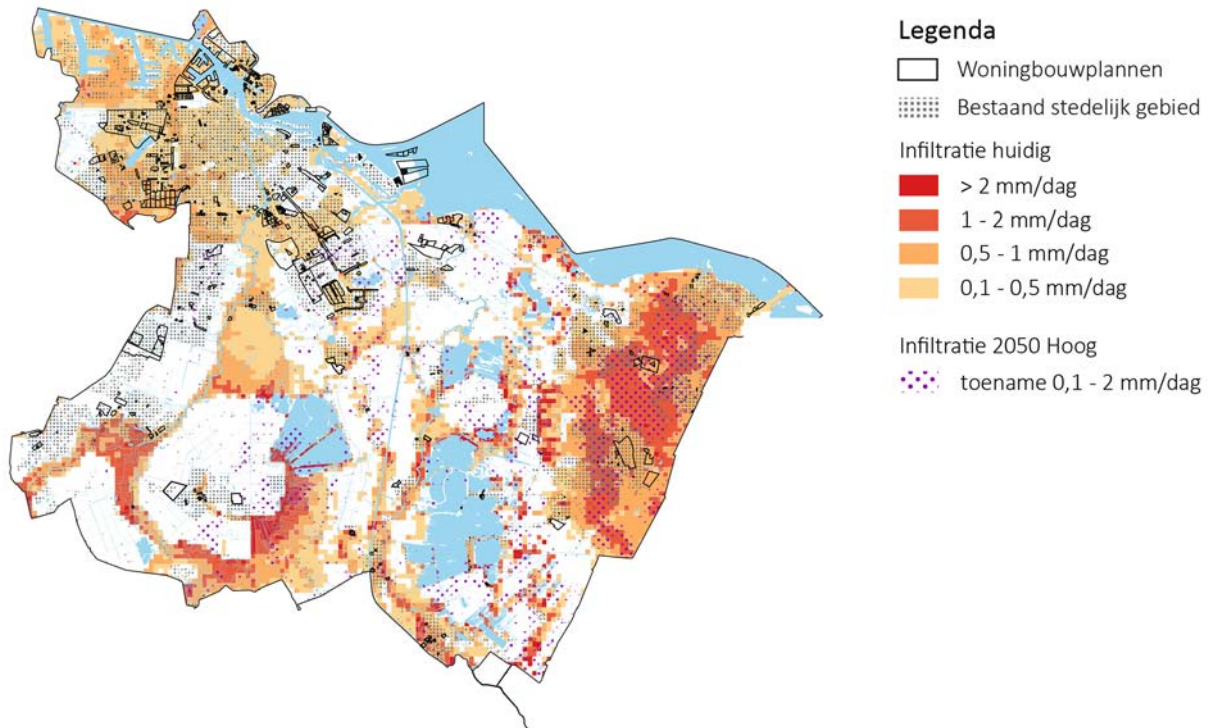 Legenda
Woningbouwplannen
Bestaand stedelijk gebied
Infiltratie huidig
> 2 mm/dag
1 - 2 mm/dag
0,5 - 1 mm/dag
0,1 - 0,5 mm/dag
Infiltratie 2050 Hoog
toename 0,1 - 2 mm/dag